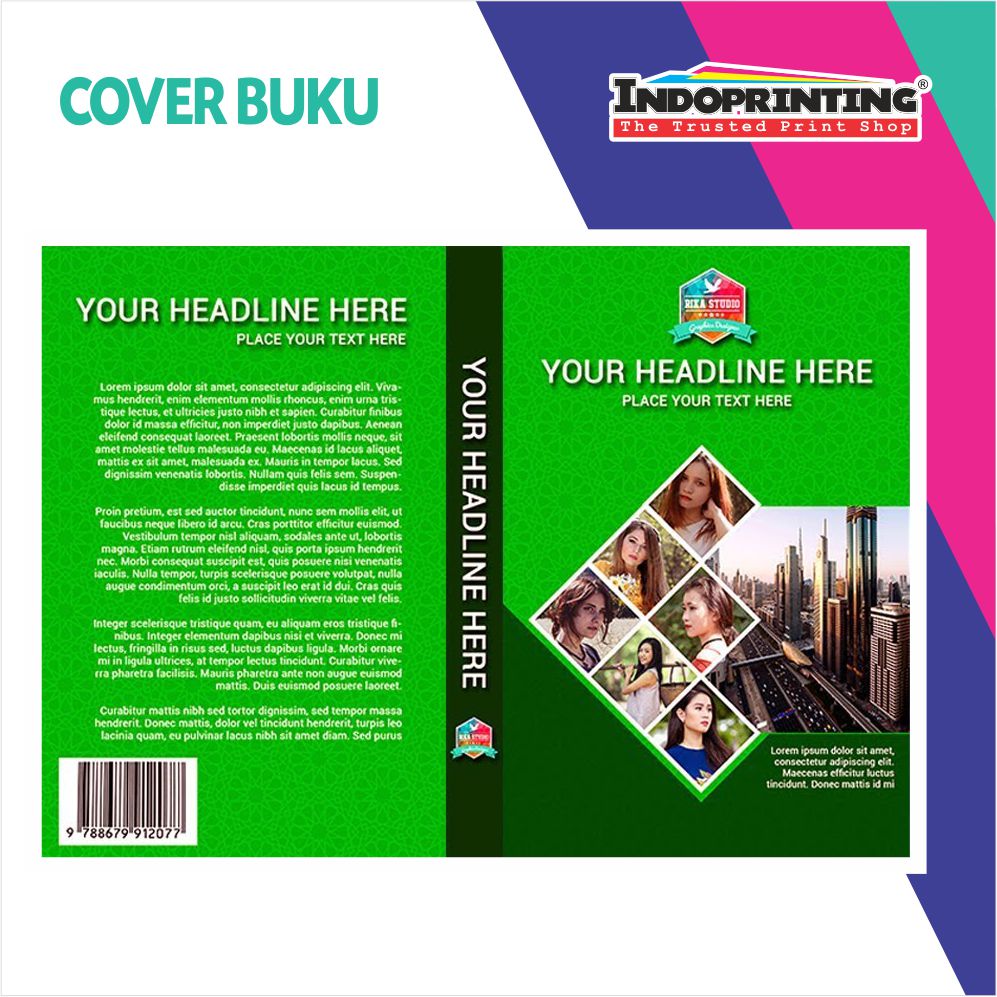 COVER BUKU
INDOPRINTING®
The Trusted Print Shop
YOUR HEADLINE HERE
PLACE YOUR TEXT HERE
Lorem ipsum dolor sit amet, consectetur adipiscing elit. Viva-
mus hendrerit, enim elementum mollis rhoncus, enim urna tris-
tique lectus, et ultricies justo nibh et sapien. Curabitur finibus
dolor id massa efficitur, non imperdiet justo dapibus. Aenean
eleifend consequat laoreet. Praesent lobortis mollis neque, sit
amet molestie tellus malesuada eu. Maecenas id lacus aliquet,
mattis ex sit amet, malesuada ex. Mauris in tempor lacus. Sed
dignissim venenatis lobortis. Nullam quis felis sem. Suspen-
disse imperdiet quis lacus id tempus.
Proin pretium, est sed auctor tincidunt, nunc sem mollis elit, ut
faucibus neque libero id arcu. Cras porttitor efficitur euismod.
Vestibulum tempor nisl aliquam, sodales ante ut, lobortis
magna. Etiam rutrum eleifend nisl, quis porta ipsum hendrerit
nec. Morbi consequat suscipit est, quis posuere nisi venenatis
iaculis. Nulla tempor, turpis scelerisque posuere volutpat, nulla
augue condimentum orci, a suscipit leo erat id dui. Cras quis
felis id justo sollicitudin viverra vitae vel felis.
Integer scelerisque tristique quam, eu aliquam eros tristique fi-
nibus. Integer elementum dapibus nisi et viverra. Donec mi
lectus, fringilla in risus sed, luctus dapibus ligula. Morbi ornare
mi in ligula ultrices, at tempor lectus tincidunt. Curabitur vive-
rra pharetra facilisis. Mauris pharetra ante non augue euismod
mattis. Duis euismod posuere laoreet.
Curabitur mattis nibh sed tortor dignissim, sed tempor massa
hendrerit. Donec mattis, dolor vel tincidunt hendrerit, turpis leo
lacinia quam, eu pulvinar lacus nibh sit amet diam. Sed purus
9 788679 912077
YOUR HEADLINE HERE
RIKA STUDIO
RIKA STUDIO
Graphics Designer
YOUR HEADLINE HERE
PLACE YOUR TEXT HERE
Lorem ipsum dolor sit amet,
consectetur adipiscing elit.
Maecenas efficitur luctus
tincidunt. Donec mattis id mi